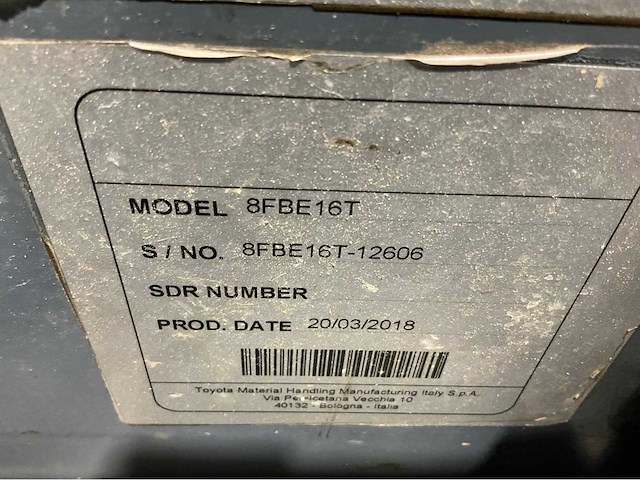 MODEL 8FBE16T
S / NO. 8FBE16T-12606
SDR NUMBER
PROD. DATE 20/03/2018
Toyota Material Handling Manufacturing Italy S.p.A.
Via Persicetana Vecchia 10
40132 - Bologna - Italia